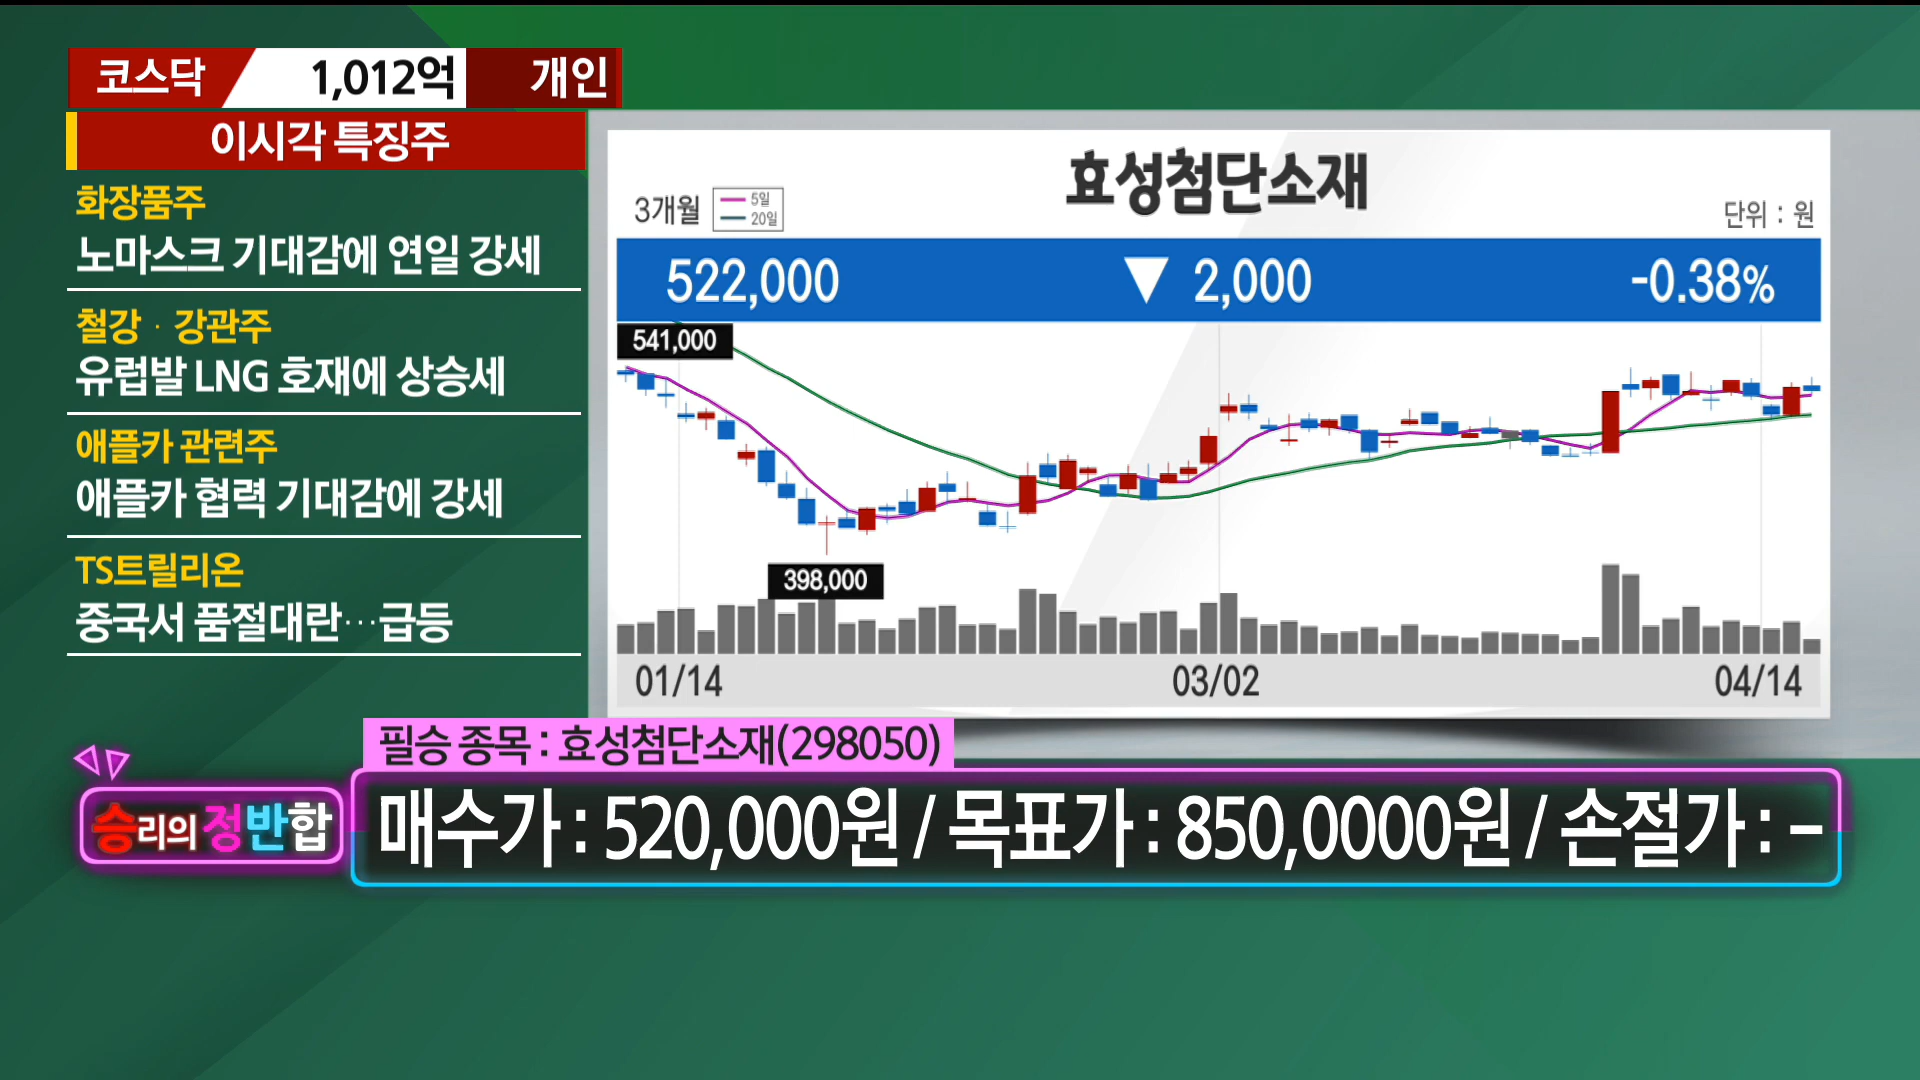 코스닥 1,012억 개인
이시각 특징주
화장품주
노마스크 기대감에 연일 강세
철강 · 강관주
유럽발 LNG 호재에 상승세
애플카 관련주
애플카 협력 기대감에 강세
TS트릴리온
중국서 품절대란…급등
효성첨단소재
3개월
5일
20일
단위 : 원
522,000 ▼ 2,000 -0.38%
541,000
398,000
01/14 03/02 04/14
필승 종목 : 효성첨단소재(298050)
승리의 정반합
매수가 : 520,000원 / 목표가 : 850,0000원 / 손절가 : –